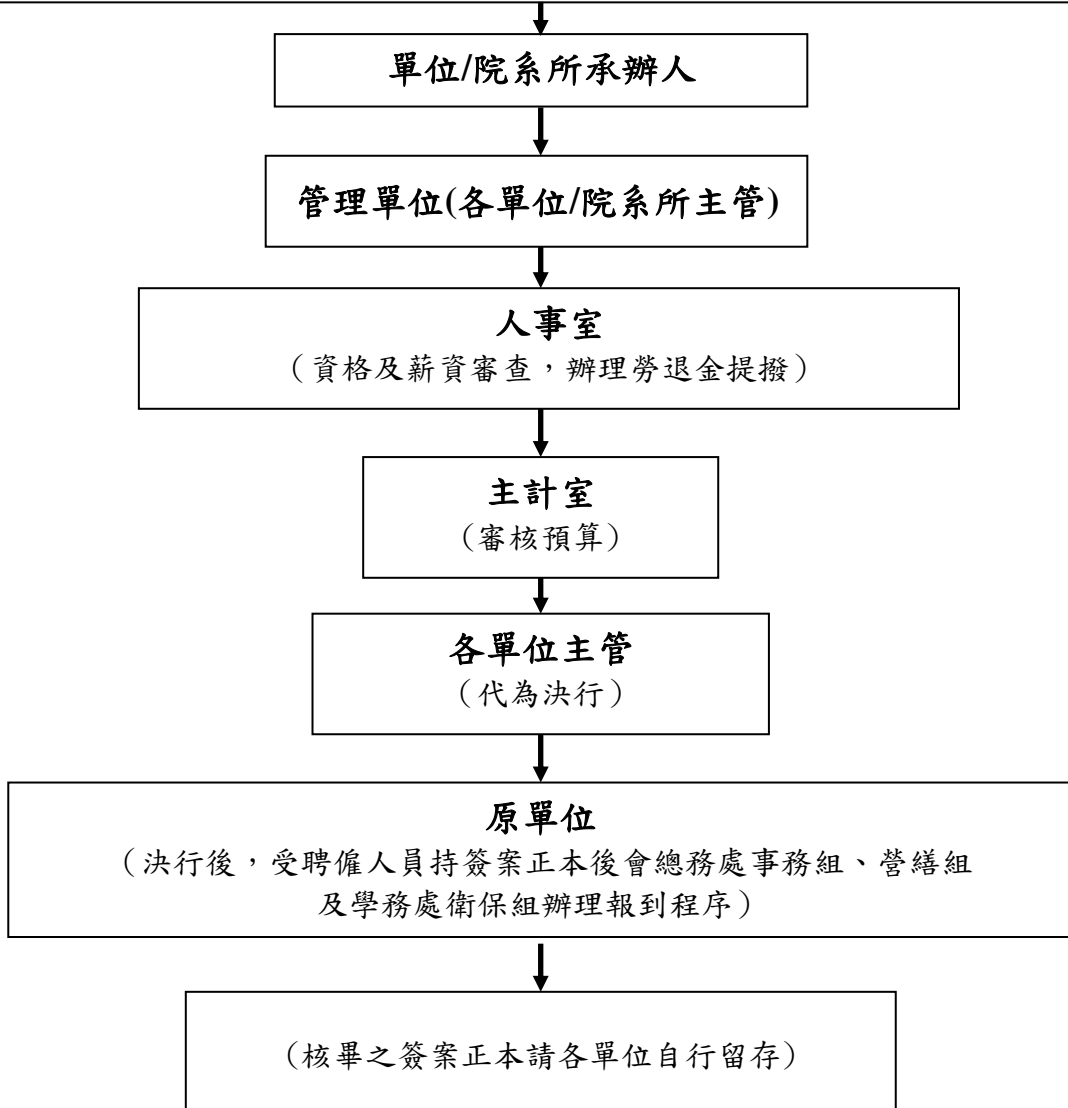 單位/院系所承辦人
管理單位(各單位/院系所主管)
人事室
（資格及薪資審查，辦理勞退金提撥）
主計室
（審核預算）
各單位主管
（代為決行）
原單位
（決行後，受聘僱人員持簽案正本後會總務處事務組、營繕組
及學務處衛保組辦理報到程序）
（核畢之簽案正本請各單位自行留存）